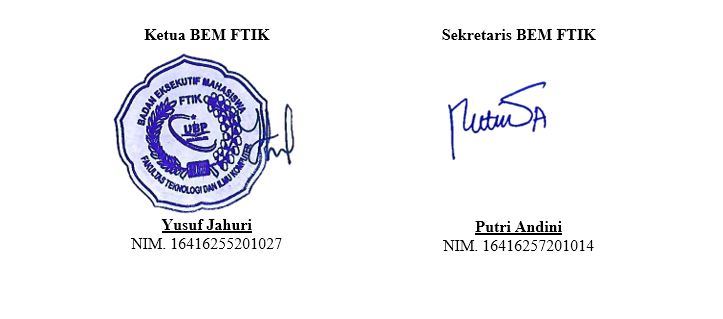 Ketua BEM FTIK
Sekretaris BEM FTIK
BADAN EKSEKUTIF MAHASISWA
FTIK
UBP
FAKULTAS TEKNOLOGI DAN ILMU KOMPUTER
Yusuf Jahuri
NIM. 16416255201027
Putri Andini
NIM. 16416257201014